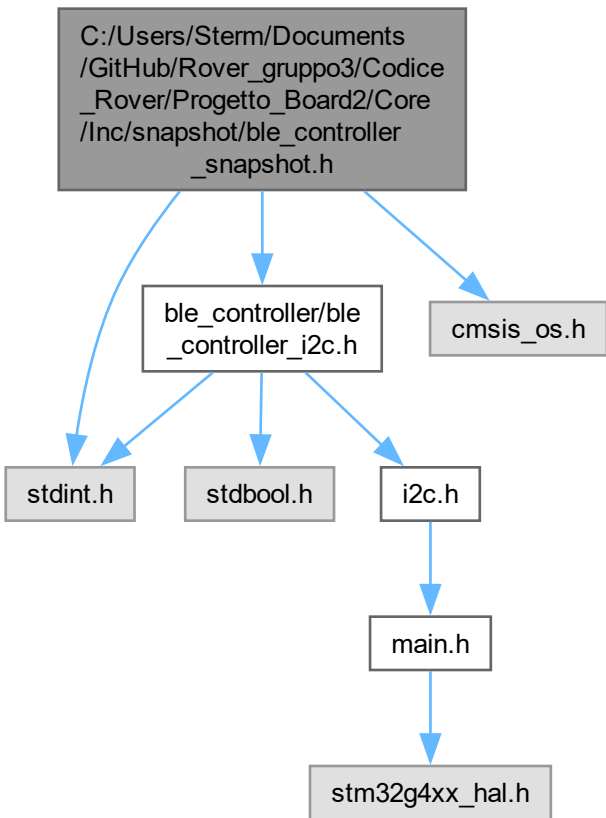 C:/Users/Sterm/Documents
/GitHub/Rover_gruppo3/Codice
_Rover/Progetto_Board2/Core
/Inc/snapshot/ble_controller
_snapshot.h
ble_controller/ble
_controller_i2c.h
cmsis_os.h
stdint.h
stdbool.h
i2c.h
main.h
stm32g4xx_hal.h